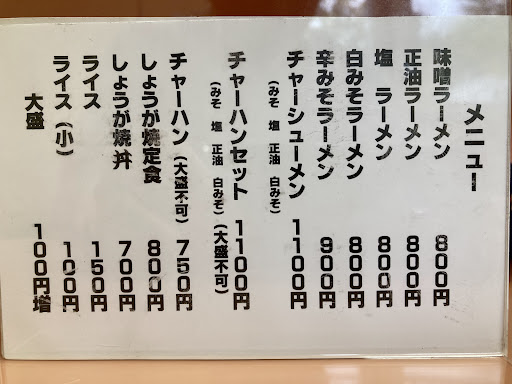 メニュー
味噌ラーメン 800円
正油ラーメン 800円
塩 ラーメン 800円
白みそラーメン 800円
辛みそラーメン 900円
チャーシューメン 1100円
(みそ 塩 正油 白みそ)
チャーハンセット 1100円
(みそ 塩 正油 白みそ)(大盛不可)
チャーハン(大盛不可) 750円
しょうが焼定食 800円
しょうが焼丼 700円
ライス 150円
ライス(小) 100円
大盛 100円増